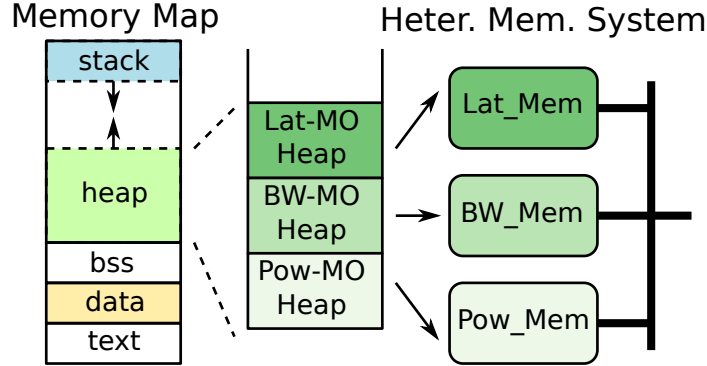 Memory Map
Heter. Mem. System
stack
heap
bss
data
text
Lat-MO
Heap
BW-MO
Heap
Pow-MO
Heap
Lat_Mem
BW_Mem
Pow_Mem